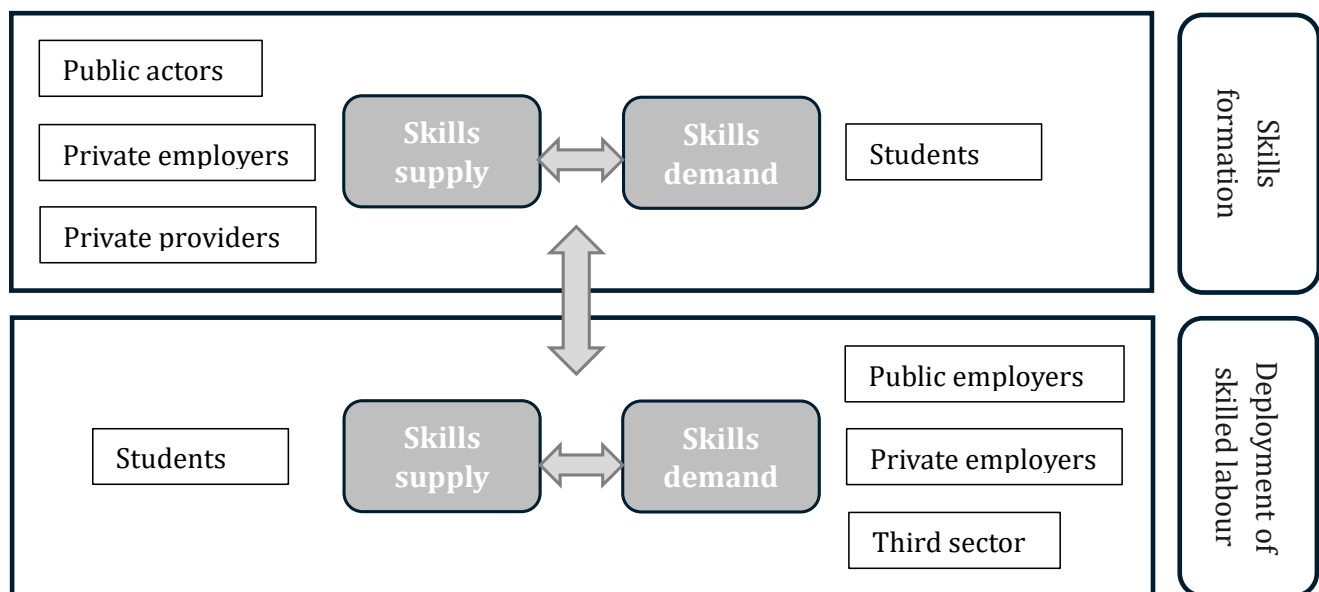 Public actors
Private employers
Private providers
Skills
supply
Skills
demand
Students
Skills
formation
Students
Skills
supply
Skills
demand
Public employers
Private employers
Third sector
Deployment of
skilled labour